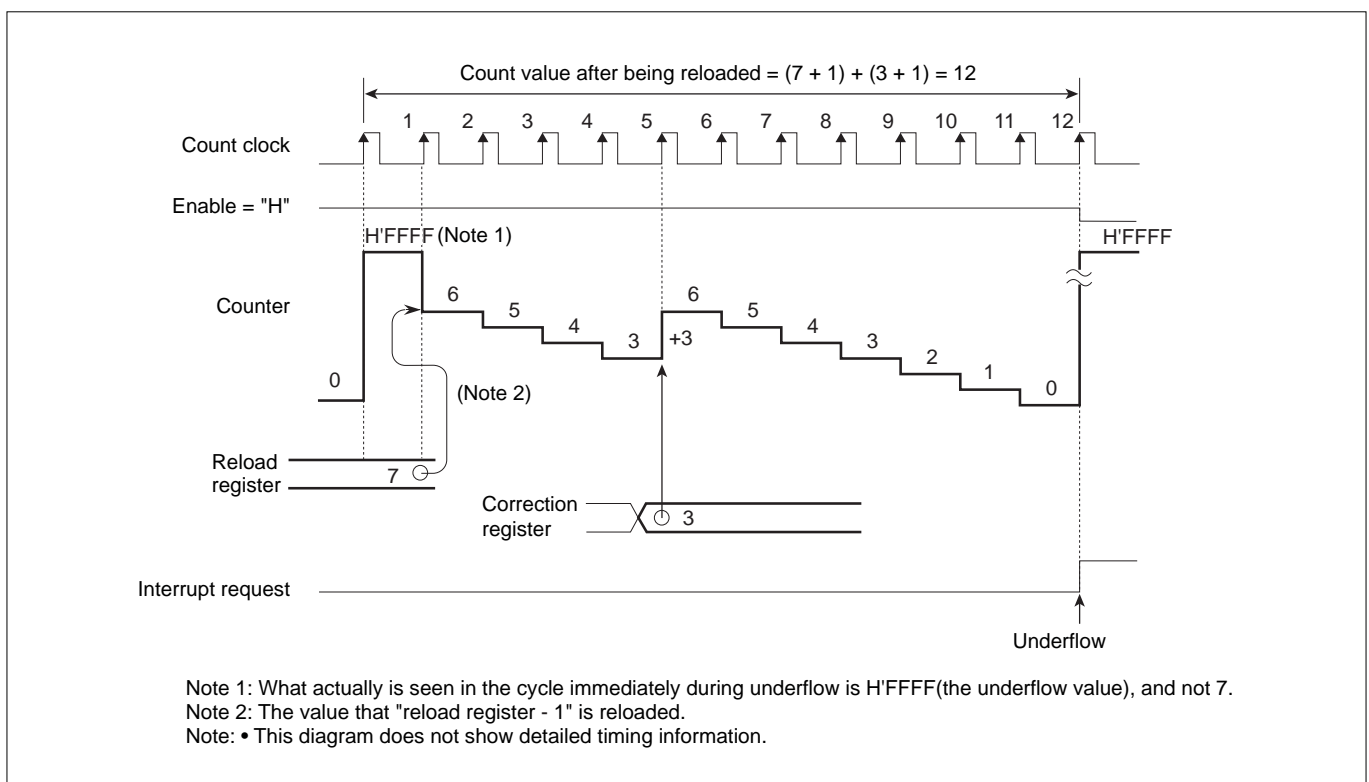 Count value after being reloaded = (7 + 1) + (3 + 1) = 12
Count clock
1 2 3 4 5 6 7 8 9 10 11 12
Enable = "H"
H'FFFF (Note 1)
H'FFFF
Counter
0
6
5
4
3
+3
6
5
4
3
2
1
0
(Note 2)
Reload
register
7
Correction
register
3
Interrupt request
Underflow
Note 1: What actually is seen in the cycle immediately during underflow is H'FFFF(the underflow value), and not 7.
Note 2: The value that "reload register - 1" is reloaded.
Note: • This diagram does not show detailed timing information.